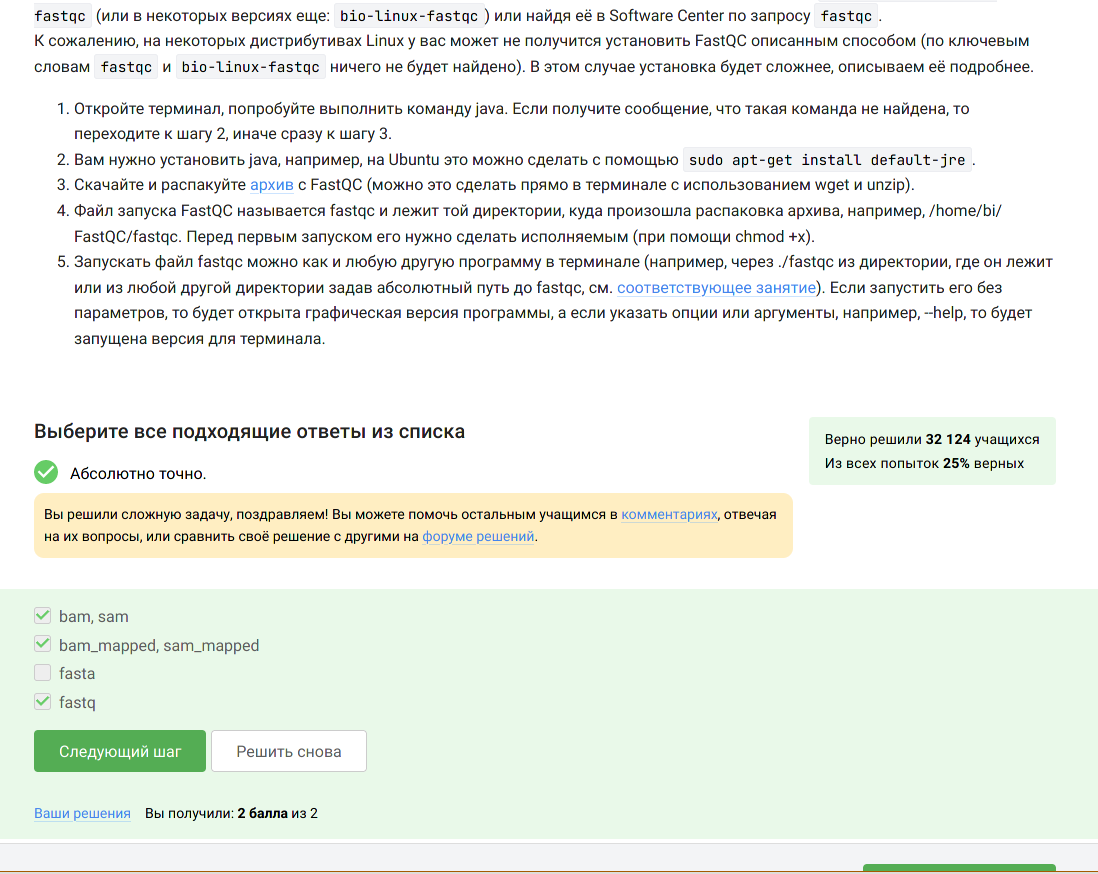 fastqc (или в некоторых версиях еще: bio-linux-fastqc ) или найдя её в Software Center по запросу fastqc .
К сожалению, на некоторых дистрибутивах Linux у вас может не получится установить FastQC описанным способом (по ключевым
словам fastqc и bio-linux-fastqc ничего не будет найдено). В этом случае установка будет сложнее, описываем её подробнее.
1. Откройте терминал, попробуйте выполнить команду java. Если получите сообщение, что такая команда не найдена, то
переходите к шагу 2, иначе сразу к шагу 3.
2. Вам нужно установить java, например, на Ubuntu это можно сделать с помощью sudo apt-get install default-jre .
3. Скачайте и распакуйте архив с FastQC (можно это сделать прямо в терминале с использованием wget и unzip).
4. Файл запуска FastQC называется fastqc и лежит той директории, куда произошла распаковка архива, например, /home/bi/
FastQC/fastqc. Перед первым запуском его нужно сделать исполняемым (при помощи chmod +x).
5. Запускать файл fastqc можно как и любую другую программу в терминале (например, через ./fastqc из директории, где он лежит
или из любой другой директории задав абсолютный путь до fastqc, см. соответствующее занятие). Если запустить его без
параметров, то будет открыта графическая версия программы, а если указать опции или аргументы, например, --help, то будет
запущена версия для терминала.
Выберите все подходящие ответы из списка
Верно решили 32 124 учащихся
Из всех попыток 25% верных
Абсолютно точно.
Вы решили сложную задачу, поздравляем! Вы можете помочь остальным учащимся в комментариях, отвечая
на их вопросы, или сравнить своё решение с другими на форуме решений.
bam, sam
bam_mapped, sam_mapped
fasta
fastq
Следующий шаг
Решить снова
Ваши решения Вы получили: 2 балла из 2